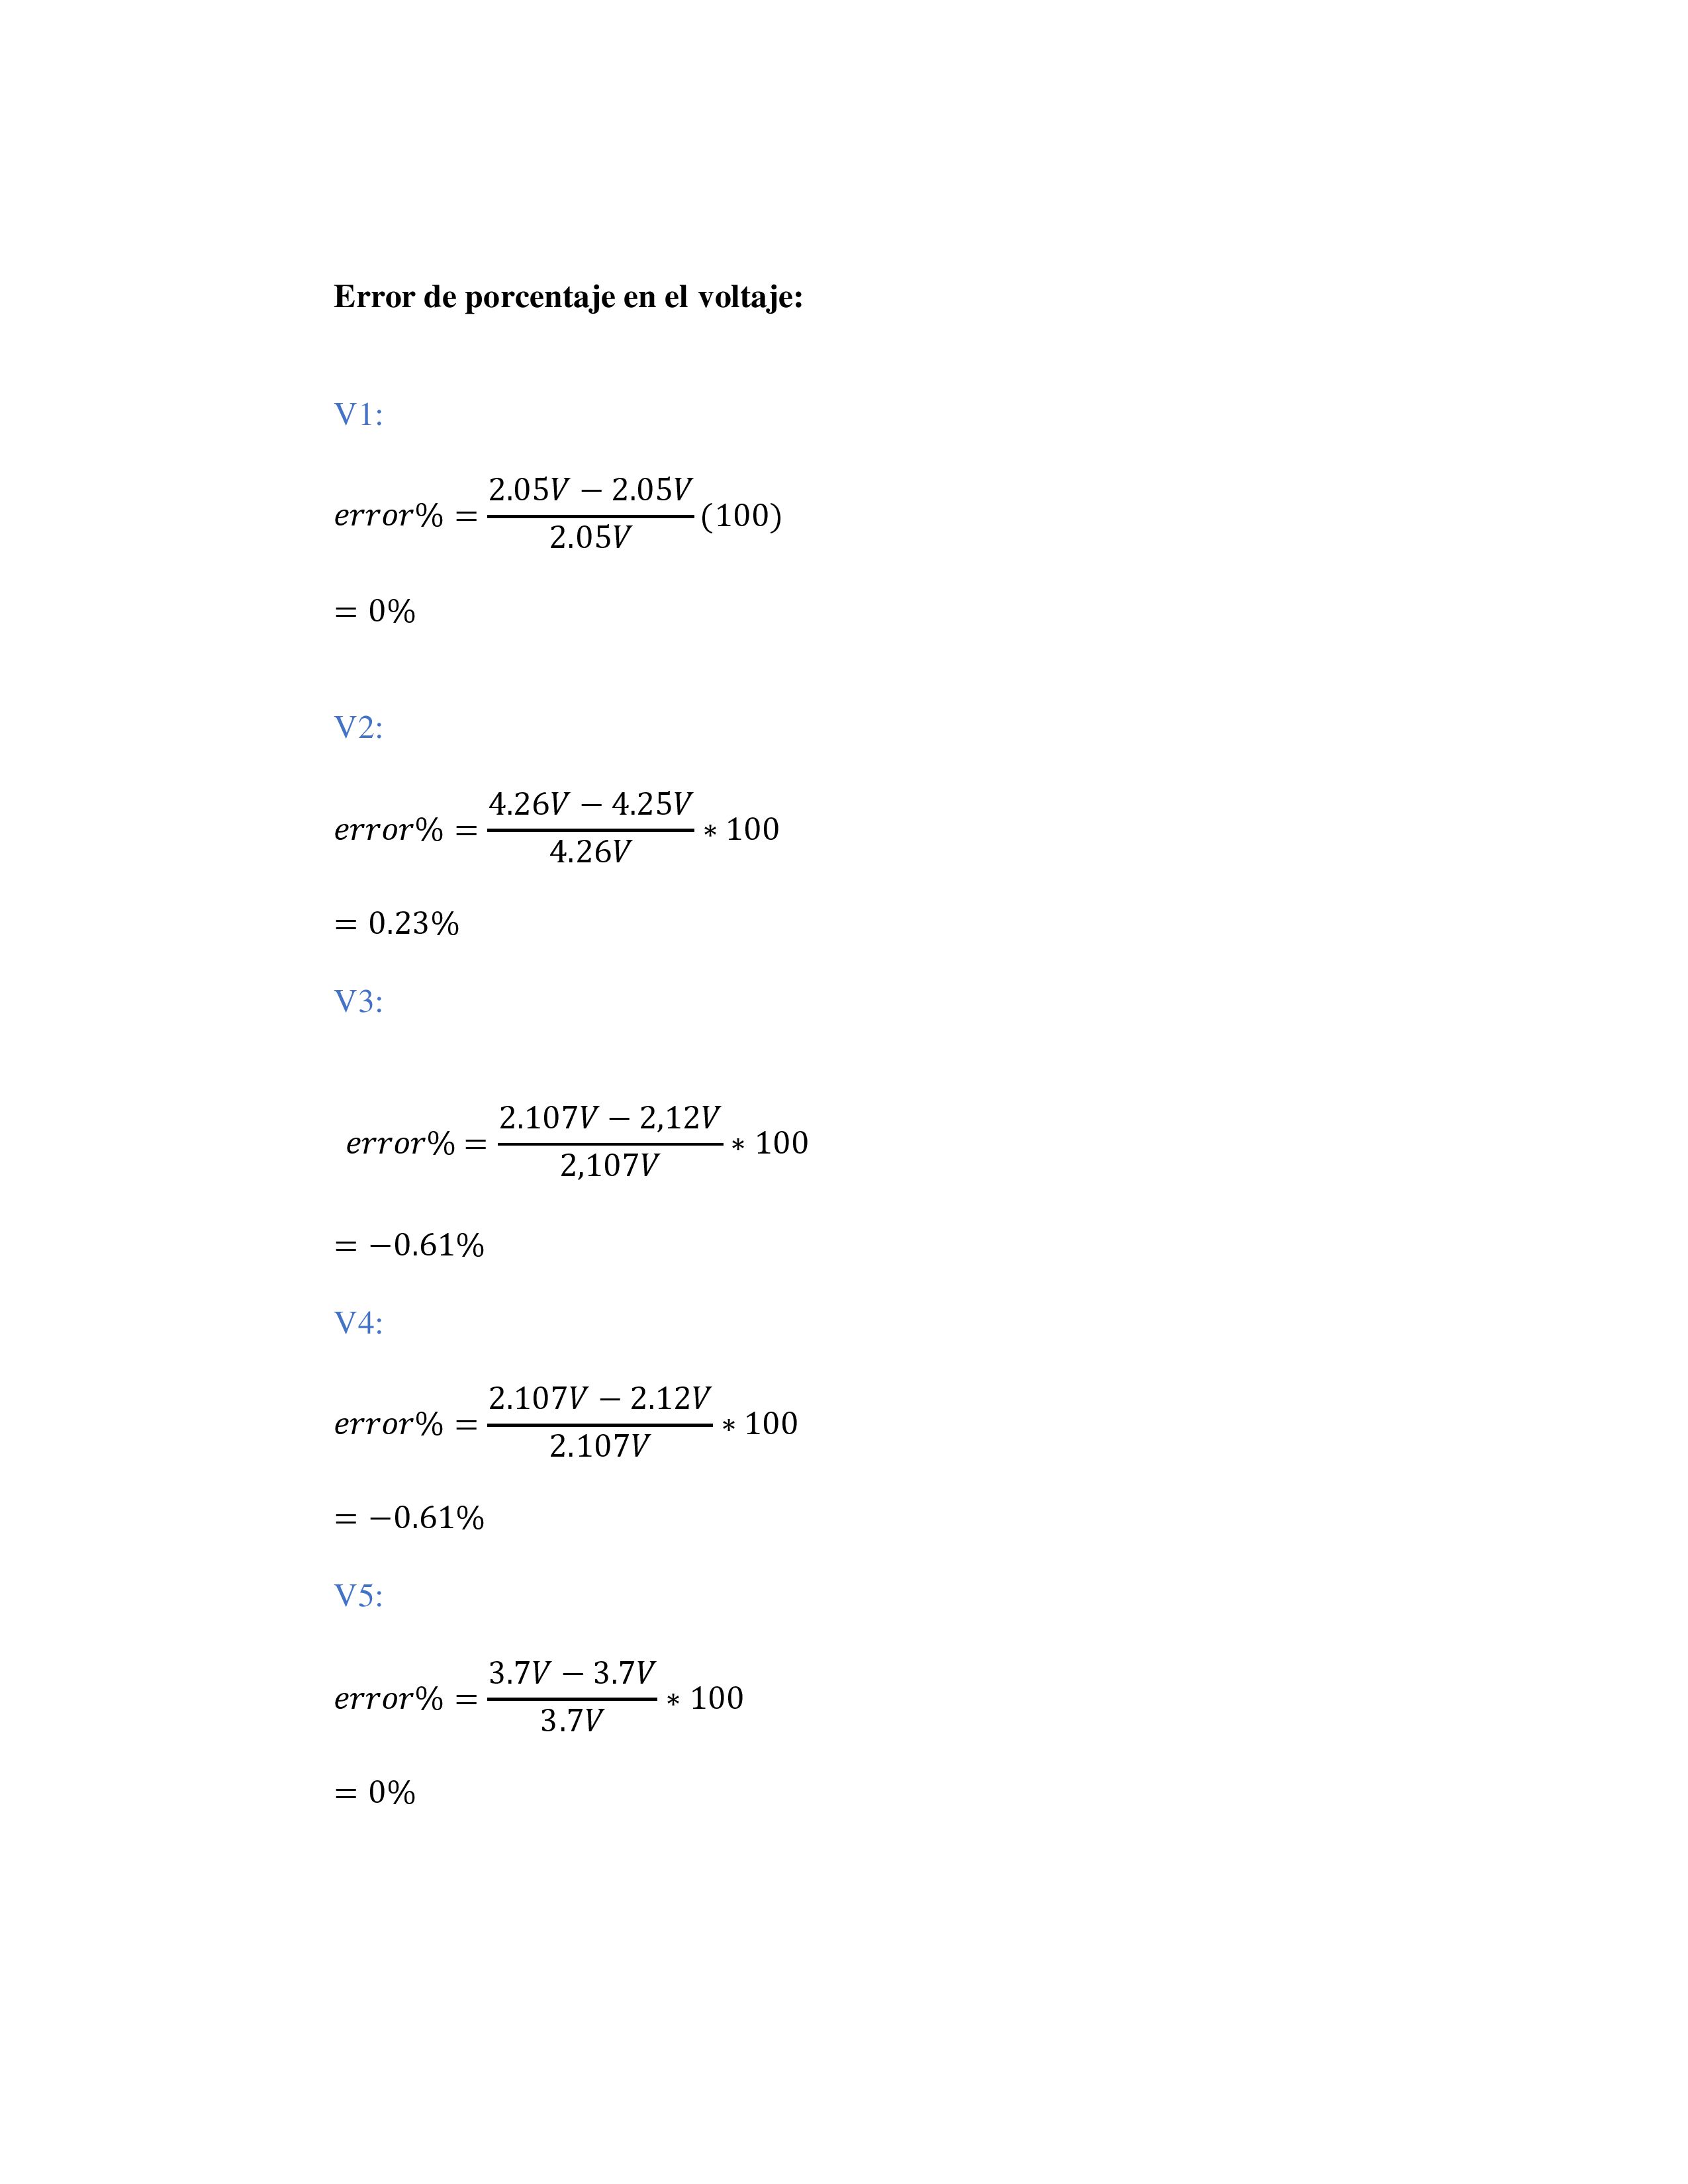 Error de porcentaje en el voltaje:
V1:
error% = \frac{2.05V − 2.05V}{2.05V} (100)
= 0%
V2:
error% = \frac{4.26V − 4.25V}{4.26V} ∗ 100
= 0.23%
V3:
error% = \frac{2.107V − 2,12V}{2,107V} ∗ 100
= −0.61%
V4:
error% = \frac{2.107V − 2.12V}{2.107V} ∗ 100
= −0.61%
V5:
error% = \frac{3.7V − 3.7V}{3.7V} ∗ 100
= 0%